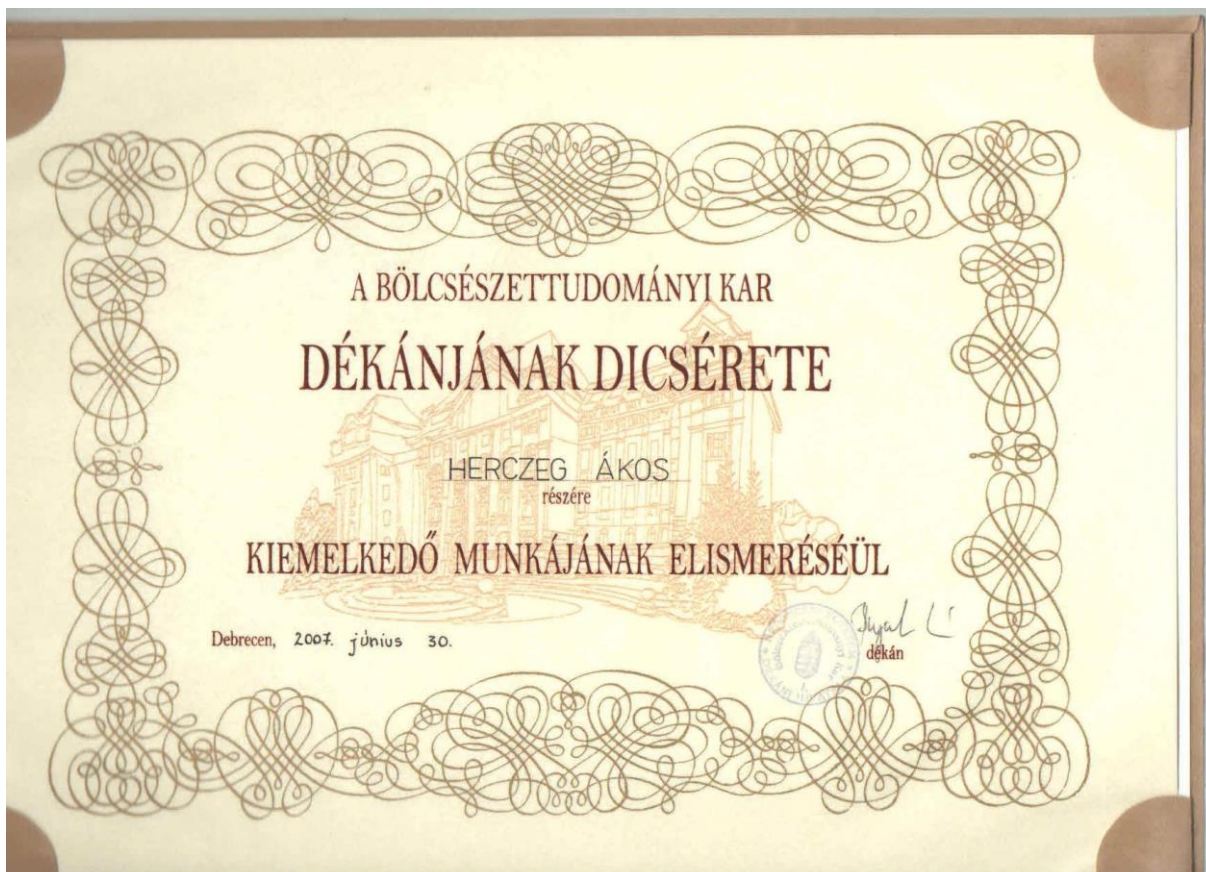 A BÖLCSÉSZETTUDOMÁNYI KAR
DÉKÁNJÁNAK DICSÉRETE
HERCZEG ÁKOS
részére
KIEMELKEDŐ MUNKÁJÁNAK ELISMERÉSÉÜL
Debrecen, 2007. június 30.
dékán